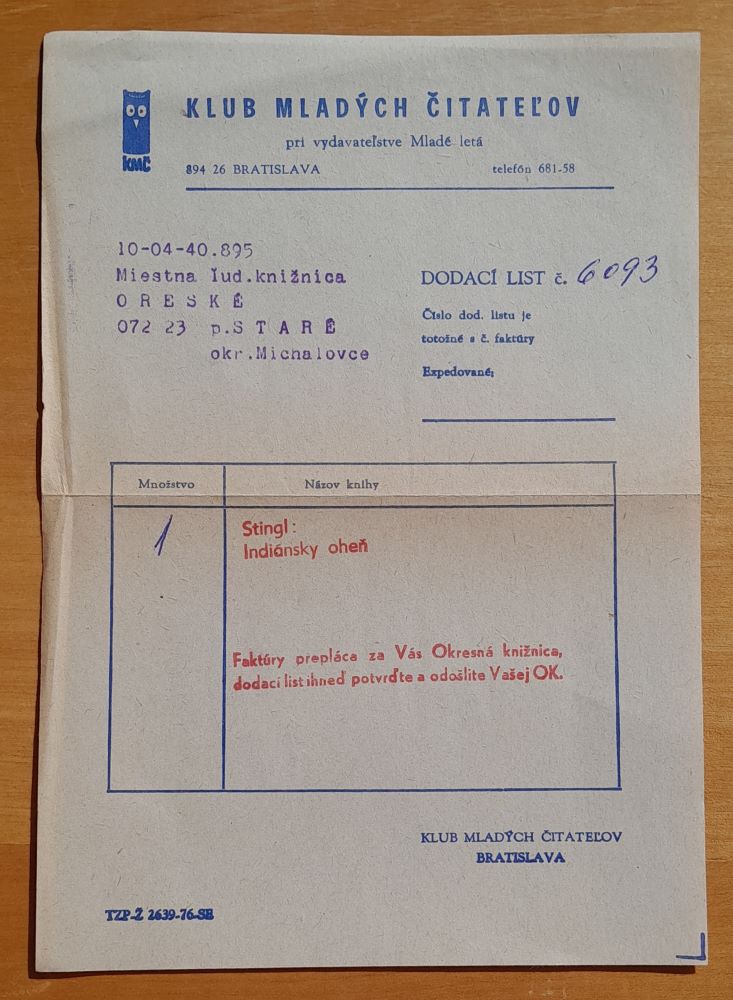 KLUB MLADÝCH ČITATEĽOV
pri vydavateľstve Mladé letá
KMČ
894 26 BRATISLAVA telefón 681-58
10-04-40.895
Miestna ľud.knižnica
O R E S K É
072 23 p.S T A R É
okr.Michalovce
DODACÍ LIST č. 6093
Číslo dod. listu je
totožné s č. faktúry
Expedované:
Množstvo Názov knihy
1 Stingl:
Indiánsky oheň
Faktúry prepláca za Vás Okresná knižnica,
dodací list ihneď potvrďte a odošlite Vašej OK.
KLUB MLADÝCH ČITATEĽOV
BRATISLAVA
TZP-Ž 2639-76-SE